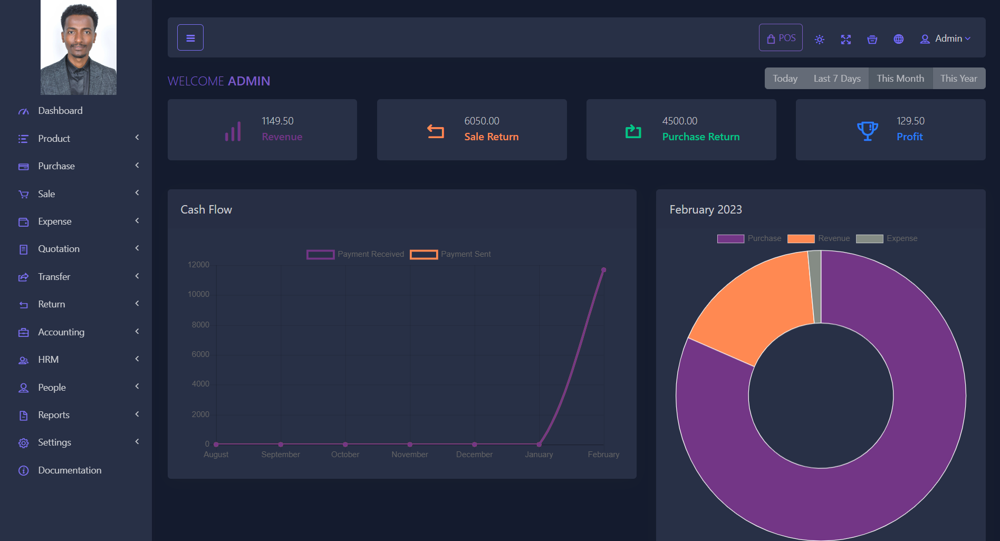 Dashboard
Product
Purchase
Sale
Expense
Quotation
Transfer
Return
Accounting
HRM
People
Reports
Settings
Documentation
POS
Admin
WELCOME ADMIN
Today Last 7 Days This Month This Year
1149.50
Revenue
6050.00
Sale Return
4500.00
Purchase Return
129.50
Profit
Cash Flow
Payment Received Payment Sent
12000
10000
8000
6000
4000
2000
0
August September October November December January February
February 2023
Purchase Revenue Expense